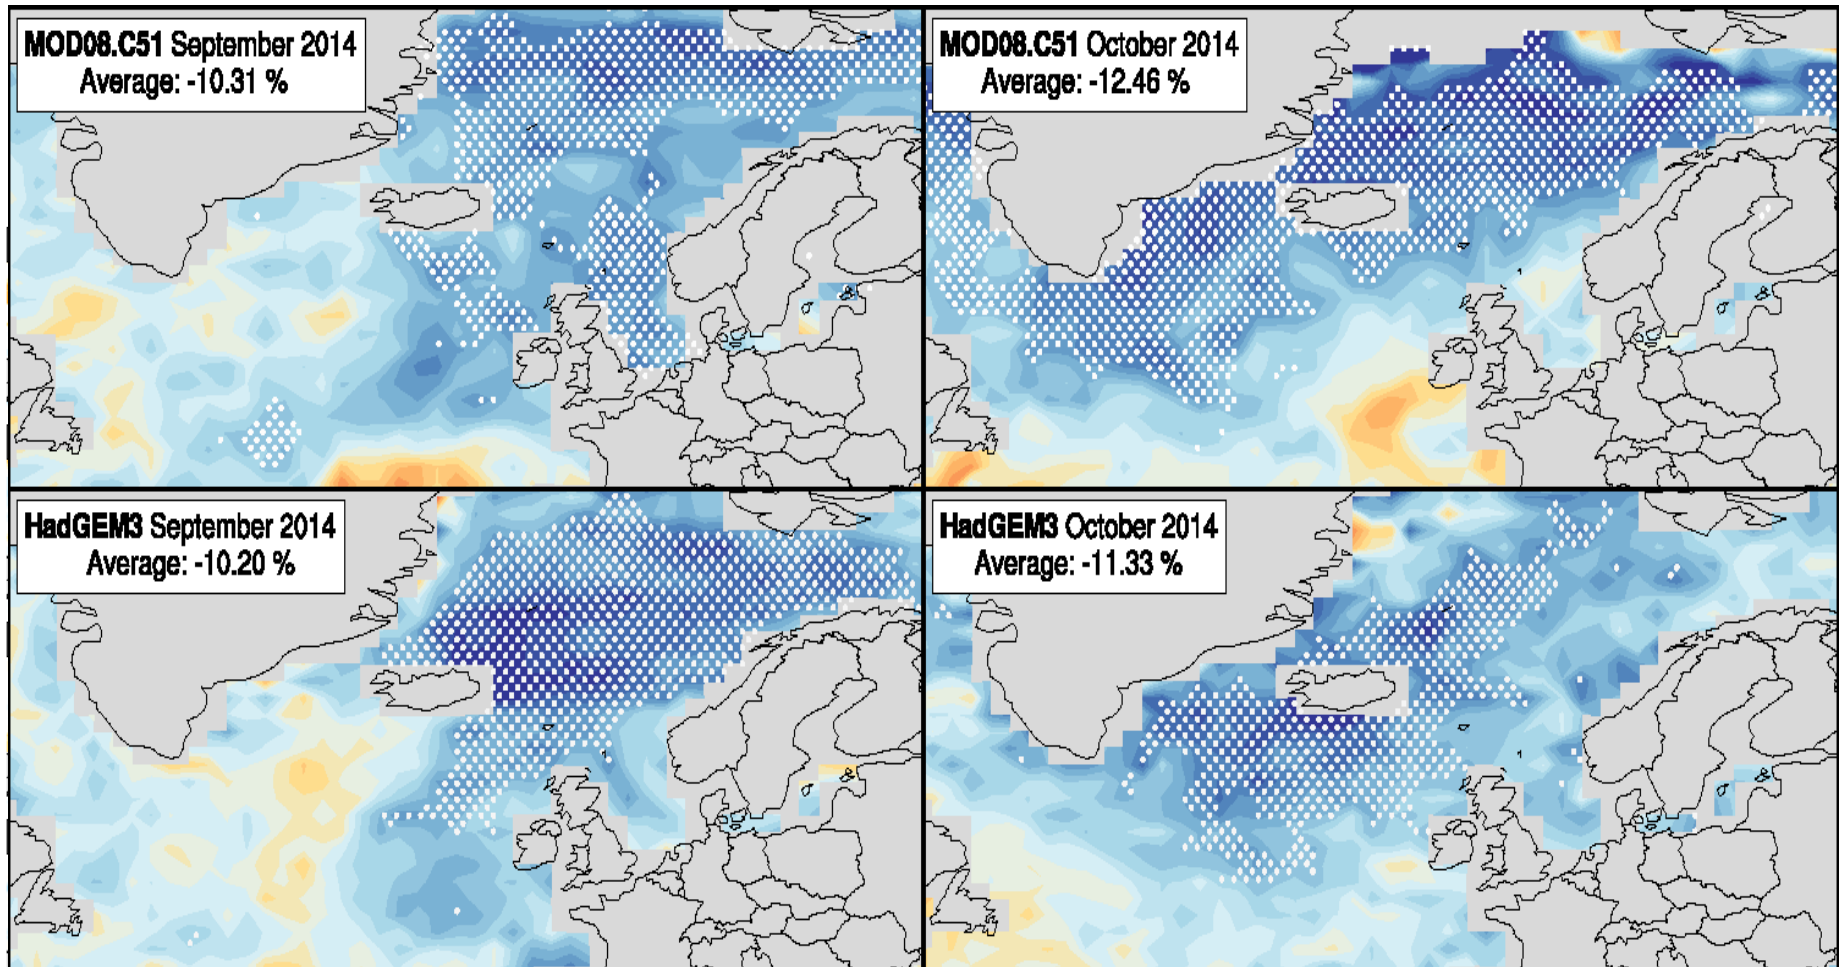 MOD08.C51 September 2014
Average: -10.31 %
MOD08.C51 October 2014
Average: -12.46 %
HadGEM3 September 2014
Average: -10.20 %
HadGEM3 October 2014
Average: -11.33 %